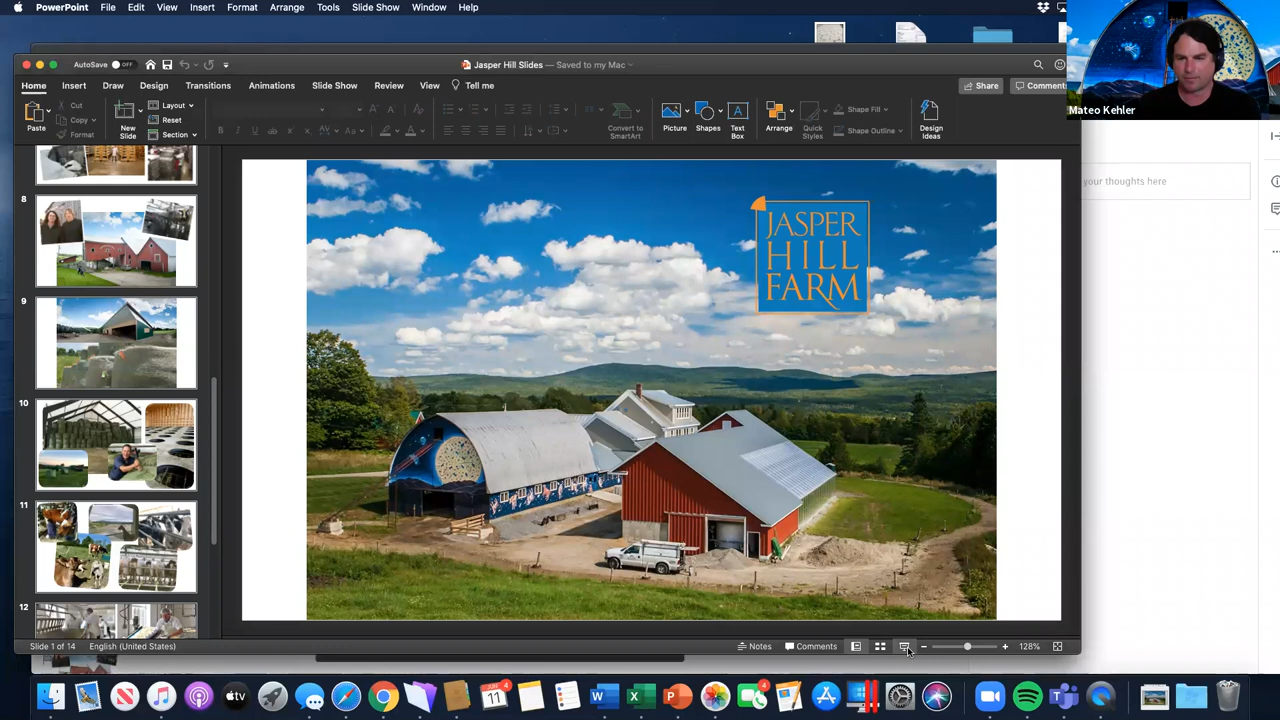 PowerPoint File Edit View Insert Format Arrange Tools Slide Show Window Help
AutoSave OFF
Jasper Hill Slides — Saved to my Mac
Home Insert Draw Design Transitions Animations Slide Show Review View Tell me
Share Comments
Paste
Cut
Copy
Format
New Slide
Layout
Reset
Section
Convert to SmartArt
Picture
Shapes
Text Box
Arrange
Quick Styles
Shape Fill
Shape Outline
Design Ideas
Mateo Kehler
your thoughts here
8
9
10
11
12
JASPER
HILL
FARM
Slide 1 of 14 English (United States)
Notes Comments 128%
JUN 4
11
4